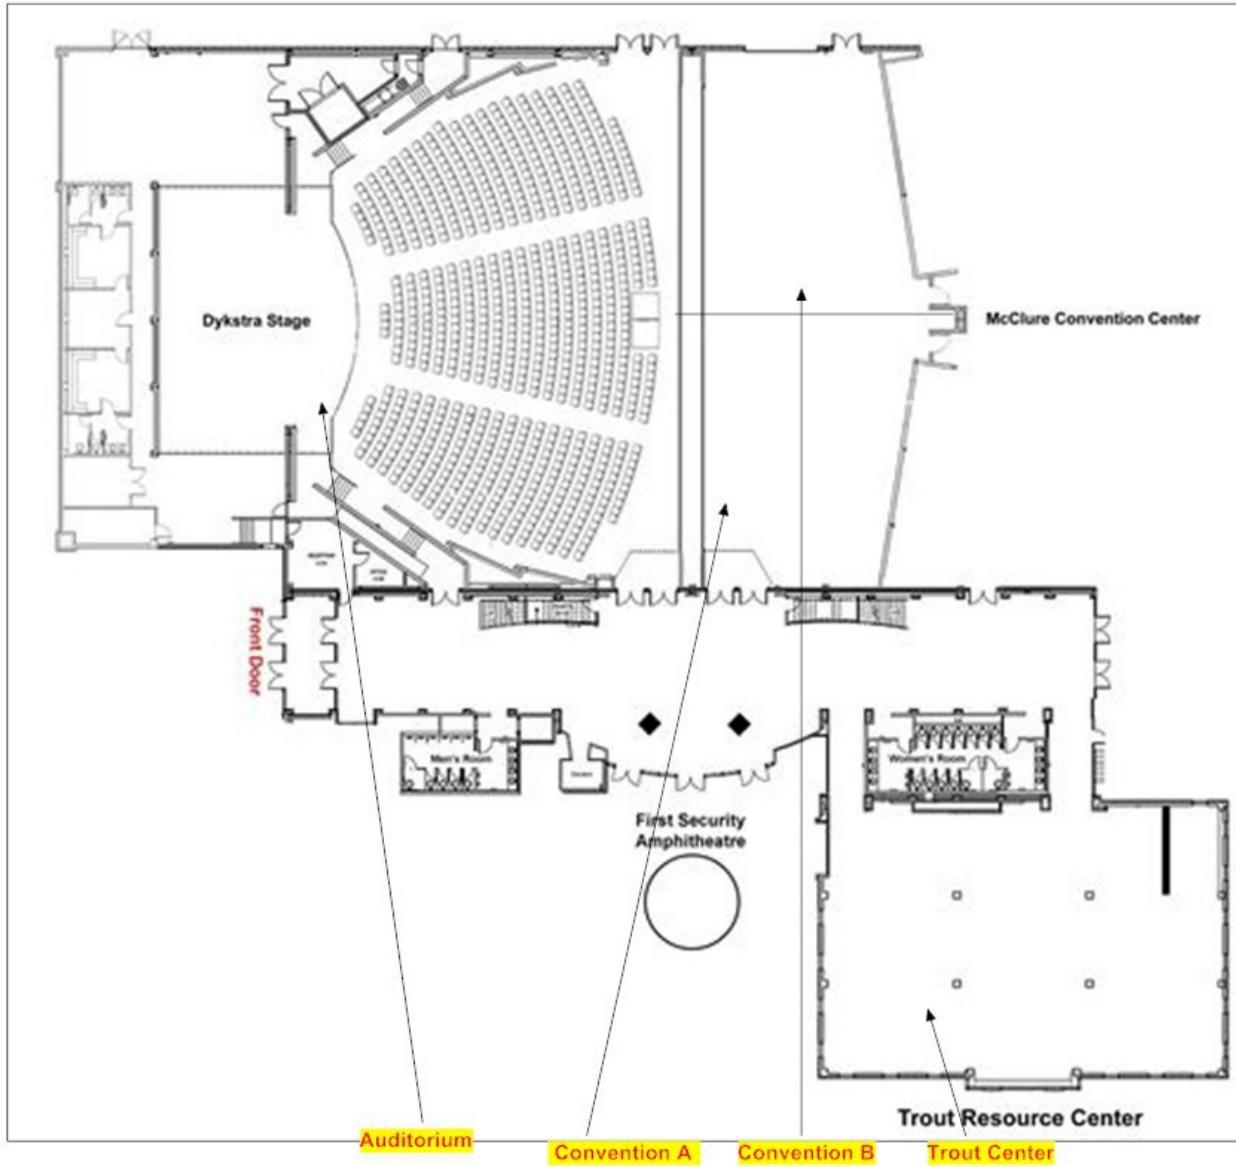 Dykstra Stage
McClure Convention Center
Front Door
Men's Room
Women's Room
First Security
Amphitheatre
Trout Resource Center
Auditorium
Convention A
Convention B
Trout Center